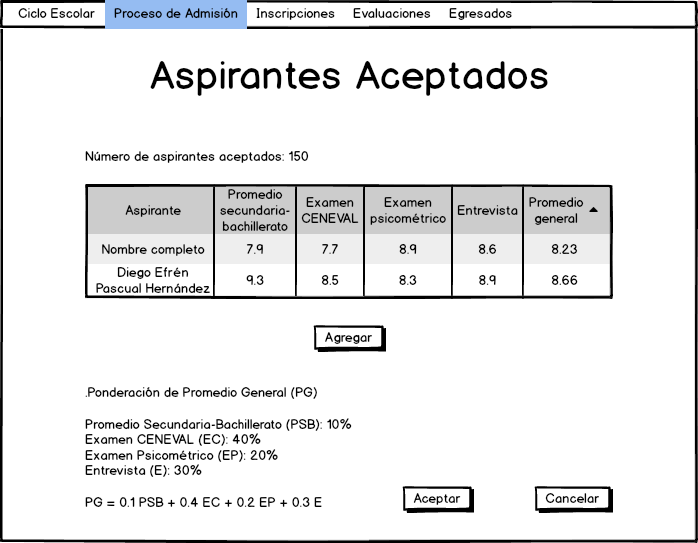 Ciclo Escolar Proceso de Admisión Inscripciones Evaluaciones Egresados
Aspirantes Aceptados
Número de aspirantes aceptados: 150
Aspirante
Promedio
secundaria-
bachillerato
Examen
CENEVAL
Examen
psicométrico
Entrevista
Promedio
general
Nombre completo 7.9 7.7 8.9 8.6 8.23
Diego Efrén
Pascual Hernández 9.3 8.5 8.3 8.9 8.66
Agregar
.Ponderación de Promedio General (PG)
Promedio Secundaria-Bachillerato (PSB): 10%
Examen CENEVAL (EC): 40%
Examen Psicométrico (EP): 20%
Entrevista (E): 30%
PG = 0.1 PSB + 0.4 EC + 0.2 EP + 0.3 E
Aceptar Cancelar